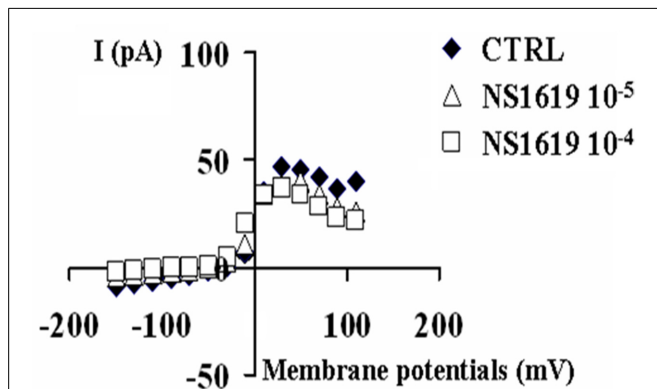 I (pA)
100
CTRL
NS1619 10⁻⁵
NS1619 10⁻⁴
50
0
-200 -100 100 200
-50
Membrane potentials (mV)